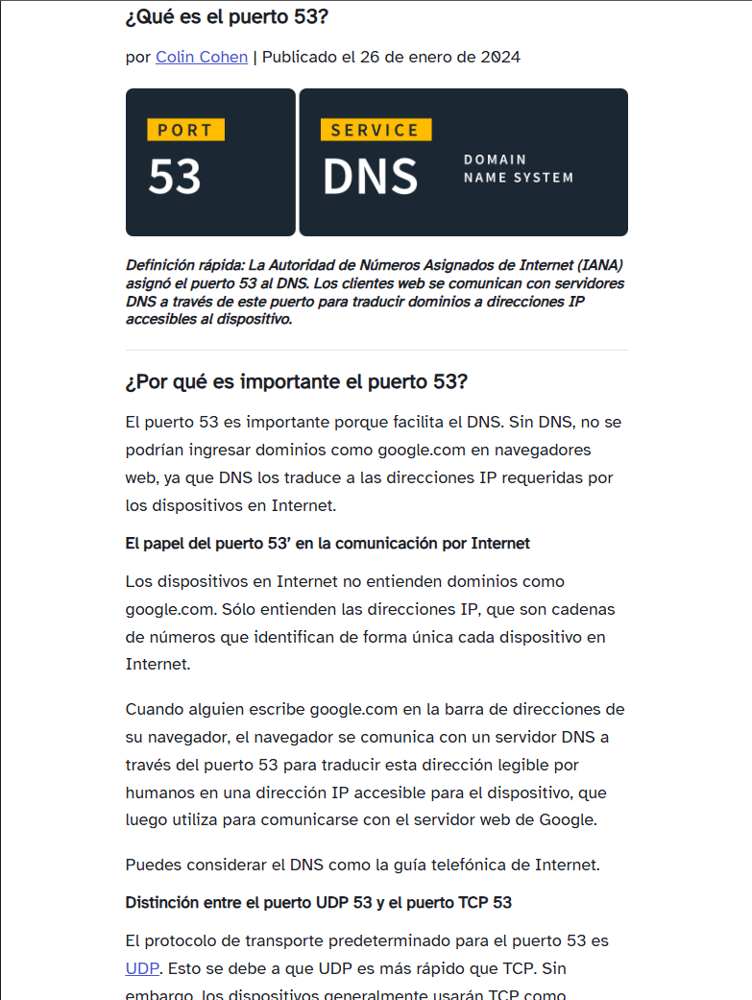 ¿Qué es el puerto 53?
por Colin Cohen | Publicado el 26 de enero de 2024
PORT
53
SERVICE
DNS
DOMAIN
NAME SYSTEM
Definición rápida: La Autoridad de Números Asignados de Internet (IANA)
asignó el puerto 53 al DNS. Los clientes web se comunican con servidores
DNS a través de este puerto para traducir dominios a direcciones IP
accesibles al dispositivo.
¿Por qué es importante el puerto 53?
El puerto 53 es importante porque facilita el DNS. Sin DNS, no se
podrían ingresar dominios como google.com en navegadores
web, ya que DNS los traduce a las direcciones IP requeridas por
los dispositivos en Internet.
El papel del puerto 53’ en la comunicación por Internet
Los dispositivos en Internet no entienden dominios como
google.com. Sólo entienden las direcciones IP, que son cadenas
de números que identifican de forma única cada dispositivo en
Internet.
Cuando alguien escribe google.com en la barra de direcciones de
su navegador, el navegador se comunica con un servidor DNS a
través del puerto 53 para traducir esta dirección legible por
humanos en una dirección IP accesible para el dispositivo, que
luego utiliza para comunicarse con el servidor web de Google.
Puedes considerar el DNS como la guía telefónica de Internet.
Distinción entre el puerto UDP 53 y el puerto TCP 53
El protocolo de transporte predeterminado para el puerto 53 es
UDP. Esto se debe a que UDP es más rápido que TCP. Sin
embargo, los dispositivos generalmente usarán TCP como